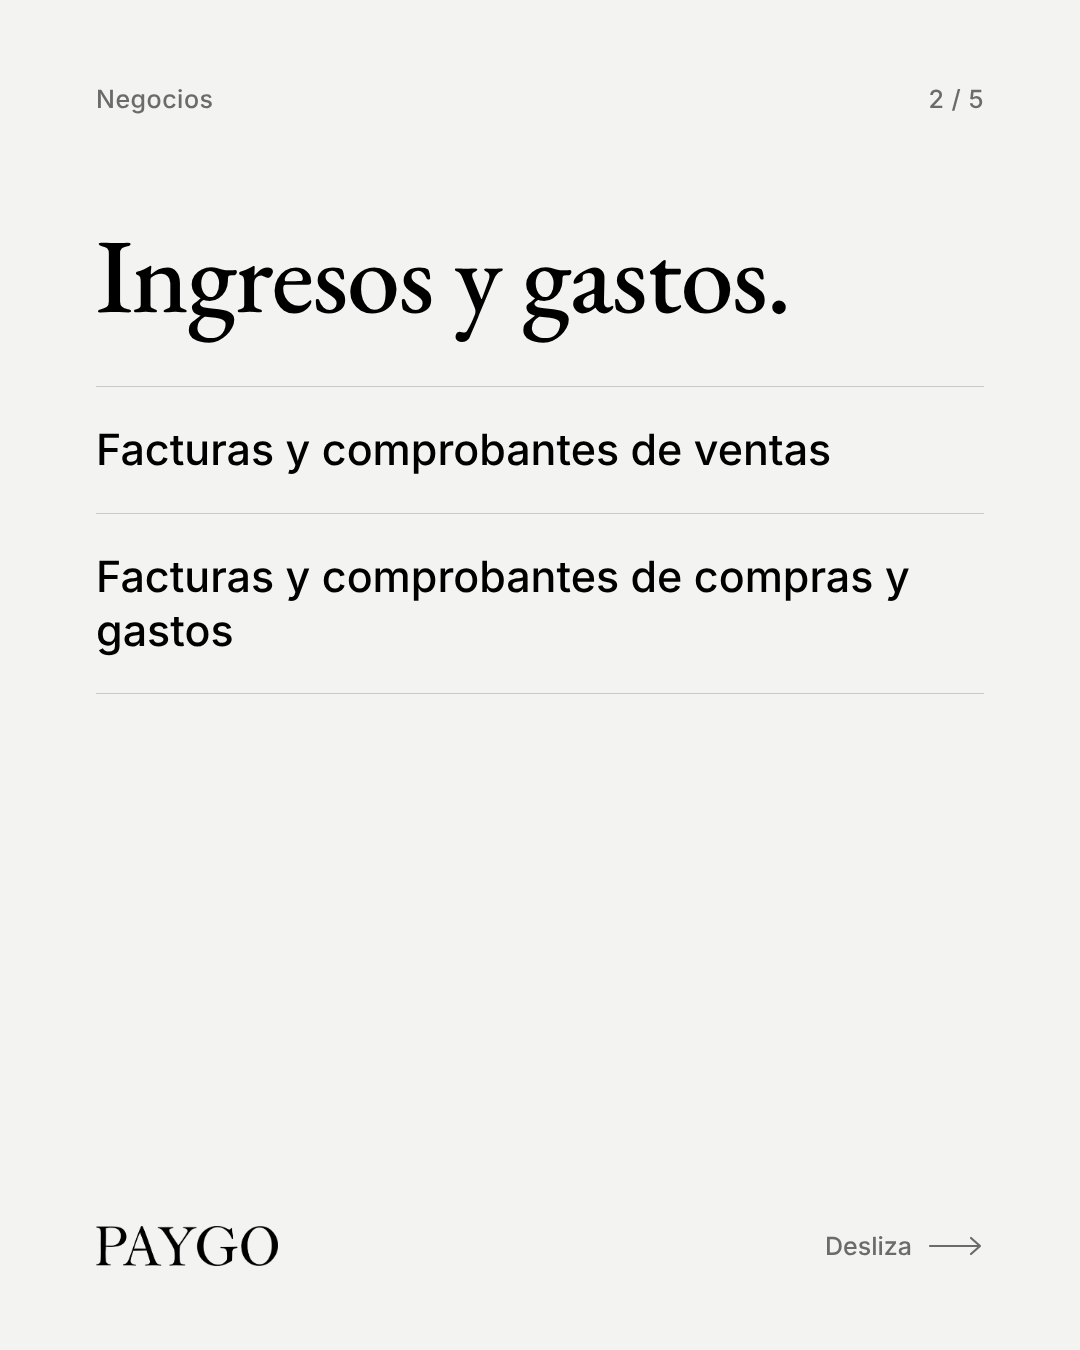 Negocios
2 / 5
Ingresos y gastos.
Facturas y comprobantes de ventas
Facturas y comprobantes de compras y
gastos
PAYGO
Desliza